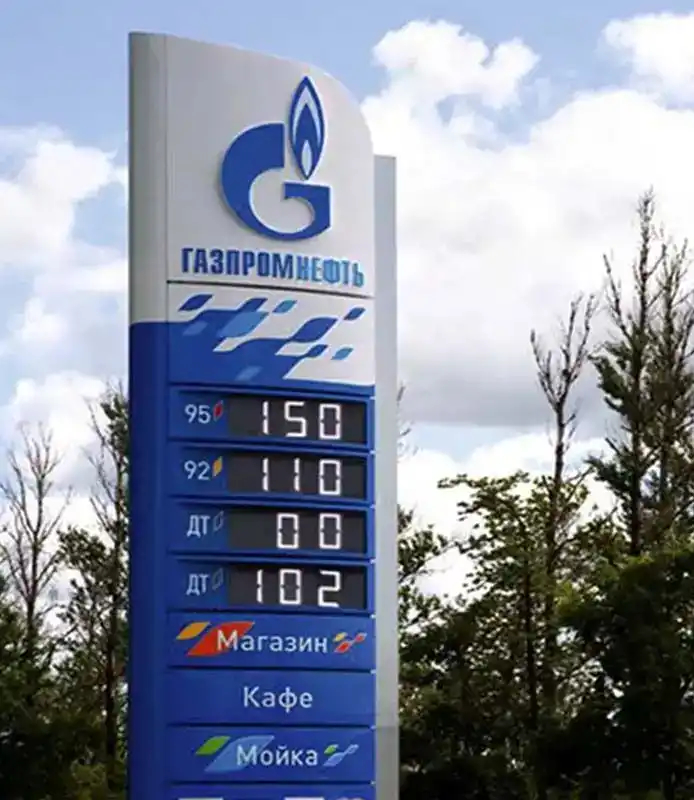 ГАЗПРОМНЕФТЬ
95 150
92 110
ДТ 00
ДТ 102
Магазин
Кафе
Мойка